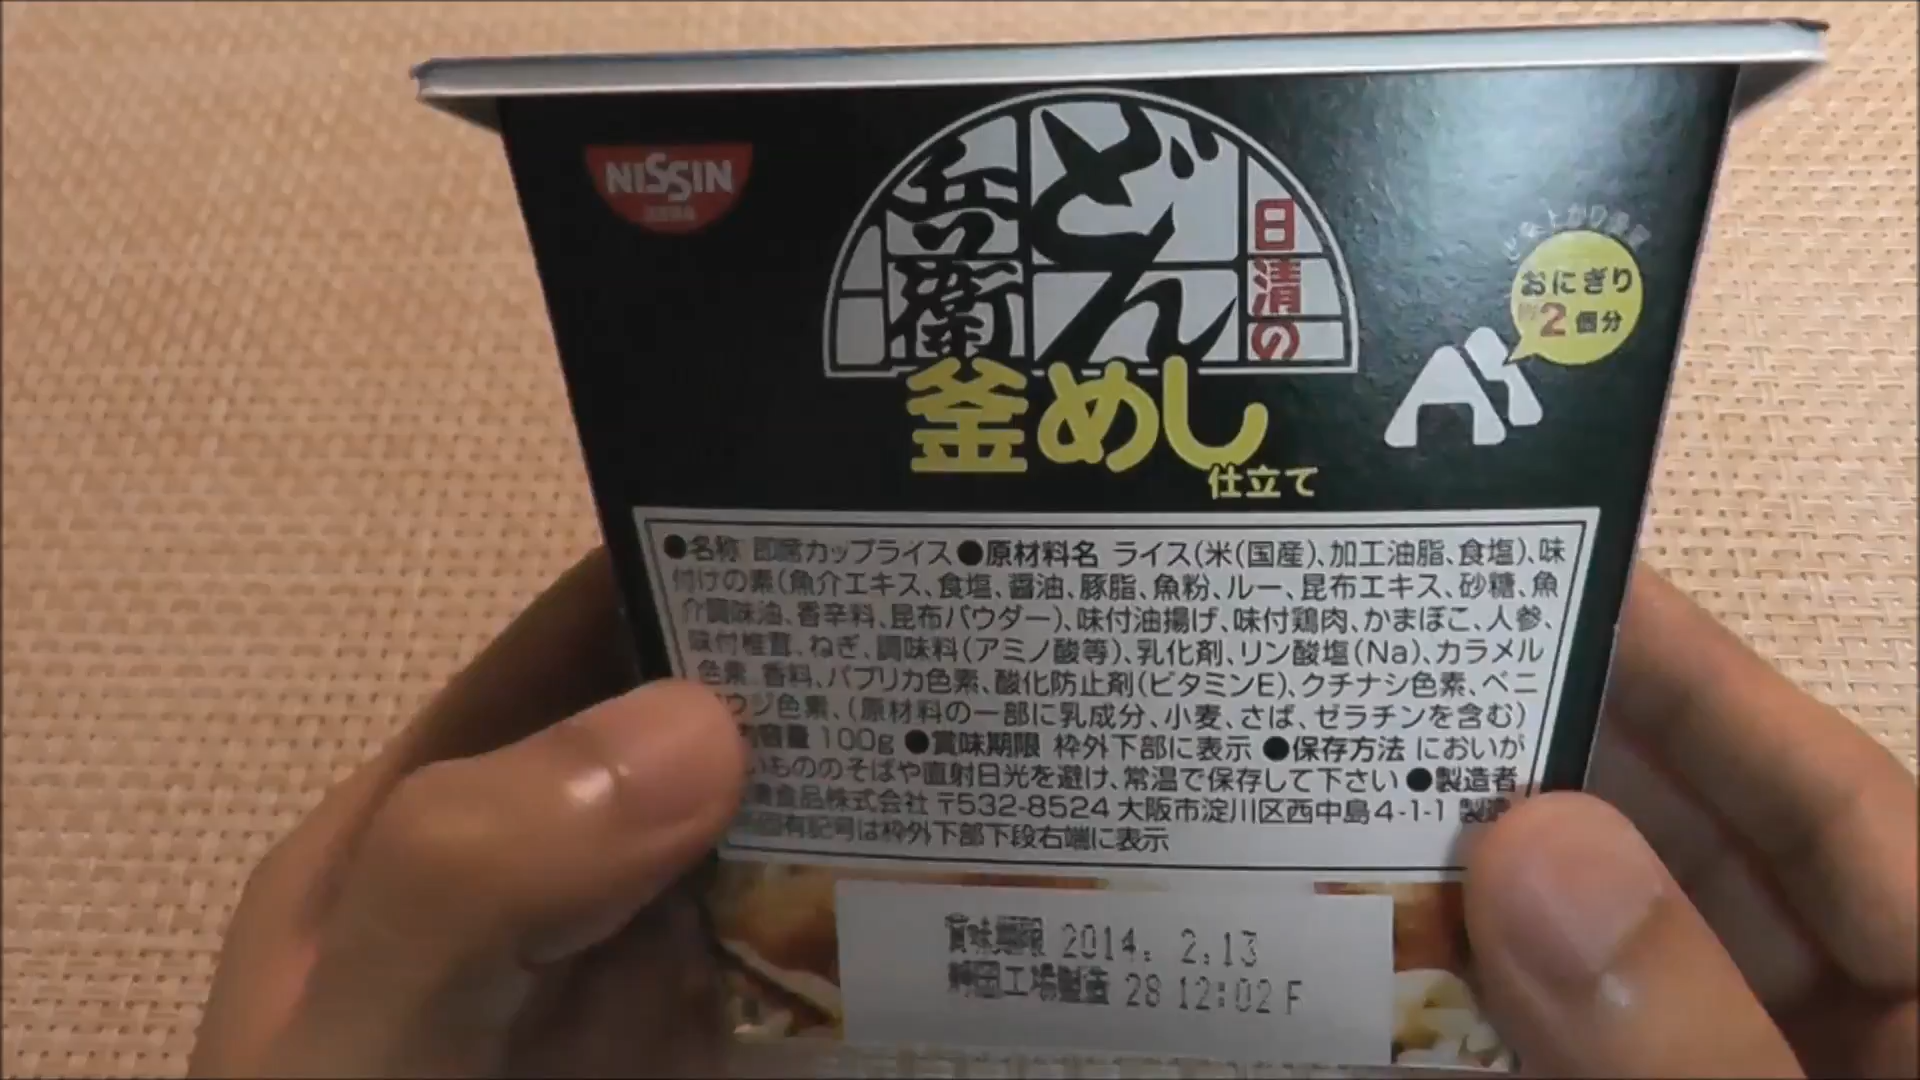 NISSIN
日清の
どん
兵衛
釜めし
仕立て
おにぎり
約2個分
●名称 即席カップライス●原材料名 ライス(米(国産)、加工油脂、食塩)、味
付けの素(魚介エキス、食塩、醤油、豚脂、魚粉、ルー、昆布エキス、砂糖、魚
介調味油、香辛料、昆布パウダー)、味付油揚げ、味付鶏肉、かまぼこ、人参、
味付椎茸、ねぎ、調味料(アミノ酸等)、乳化剤、リン酸塩(Na)、カラメル
色素、香料、パプリカ色素、酸化防止剤(ビタミンE)、クチナシ色素、ベニ
コウジ色素、(原材料の一部に乳成分、小麦、さば、ゼラチンを含む)
内容量 100g ●賞味期限 枠外下部に表示 ●保存方法 においが
いもののそばや直射日光を避け、常温で保存して下さい ●製造者
日清食品株式会社 〒532-8524 大阪市淀川区西中島4-1-1 製造
固有記号は枠外下部下段右端に表示
賞味期限 2014. 2.13
工場製造 28 12:02 F